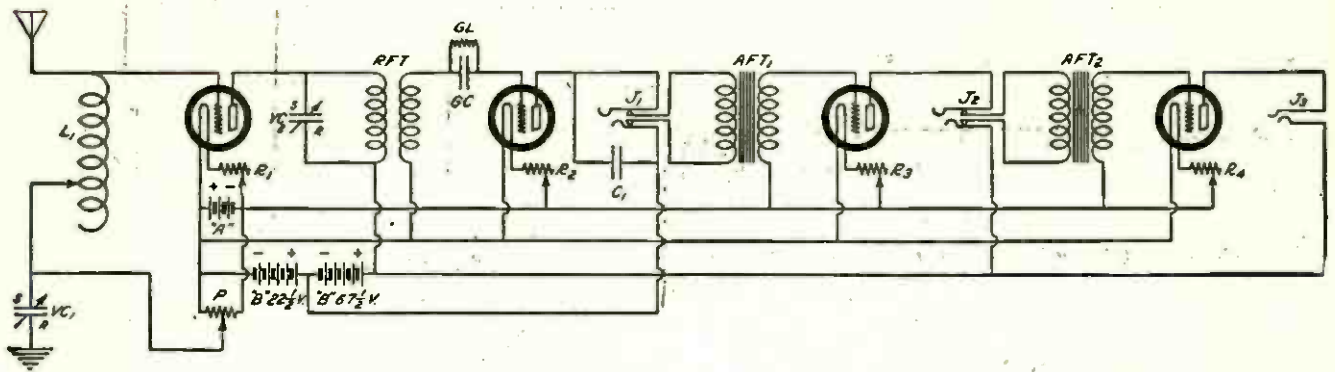 GL
RFT
AFT1
AFT2
GC
J1
J2
J3
L1
S
VC2
R
R1
R2
C1
R3
R4
+ -
"A"
- + - +
P
"B" 22½ V.
"B" 67½ V.
S
VC1
R